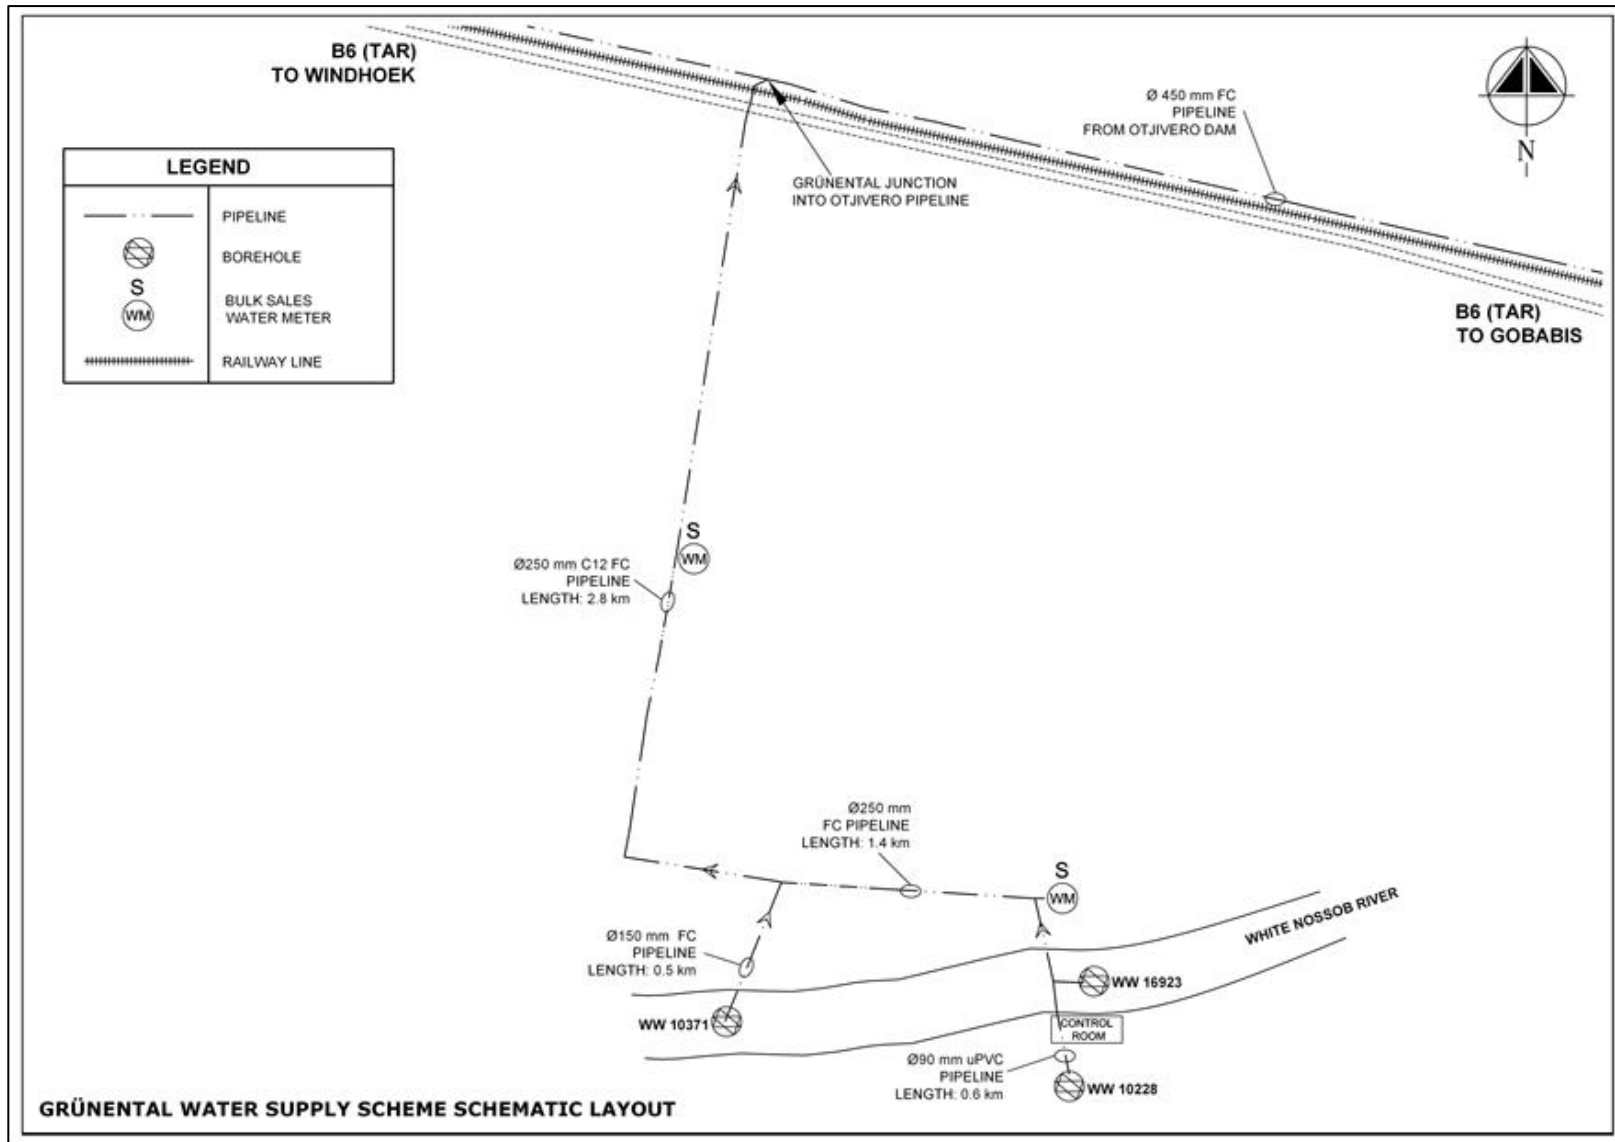 B6 (TAR)
TO WINDHOEK
Ø 450 mm FC
PIPELINE
FROM OTJIVERO DAM
N
LEGEND
PIPELINE
BOREHOLE
S
WM
BULK SALES
WATER METER
RAILWAY LINE
GRÜNENTAL JUNCTION
INTO OTJIVERO PIPELINE
B6 (TAR)
TO GOBABIS
S
WM
Ø250 mm C12 FC
PIPELINE
LENGTH: 2.8 km
Ø250 mm
FC PIPELINE
LENGTH: 1.4 km
S
WM
WHITE NOSSOB RIVER
Ø150 mm FC
PIPELINE
LENGTH: 0.5 km
WW 16923
WW 10371
CONTROL
ROOM
Ø90 mm uPVC
PIPELINE
LENGTH: 0.6 km
WW 10228
GRÜNENTAL WATER SUPPLY SCHEME SCHEMATIC LAYOUT